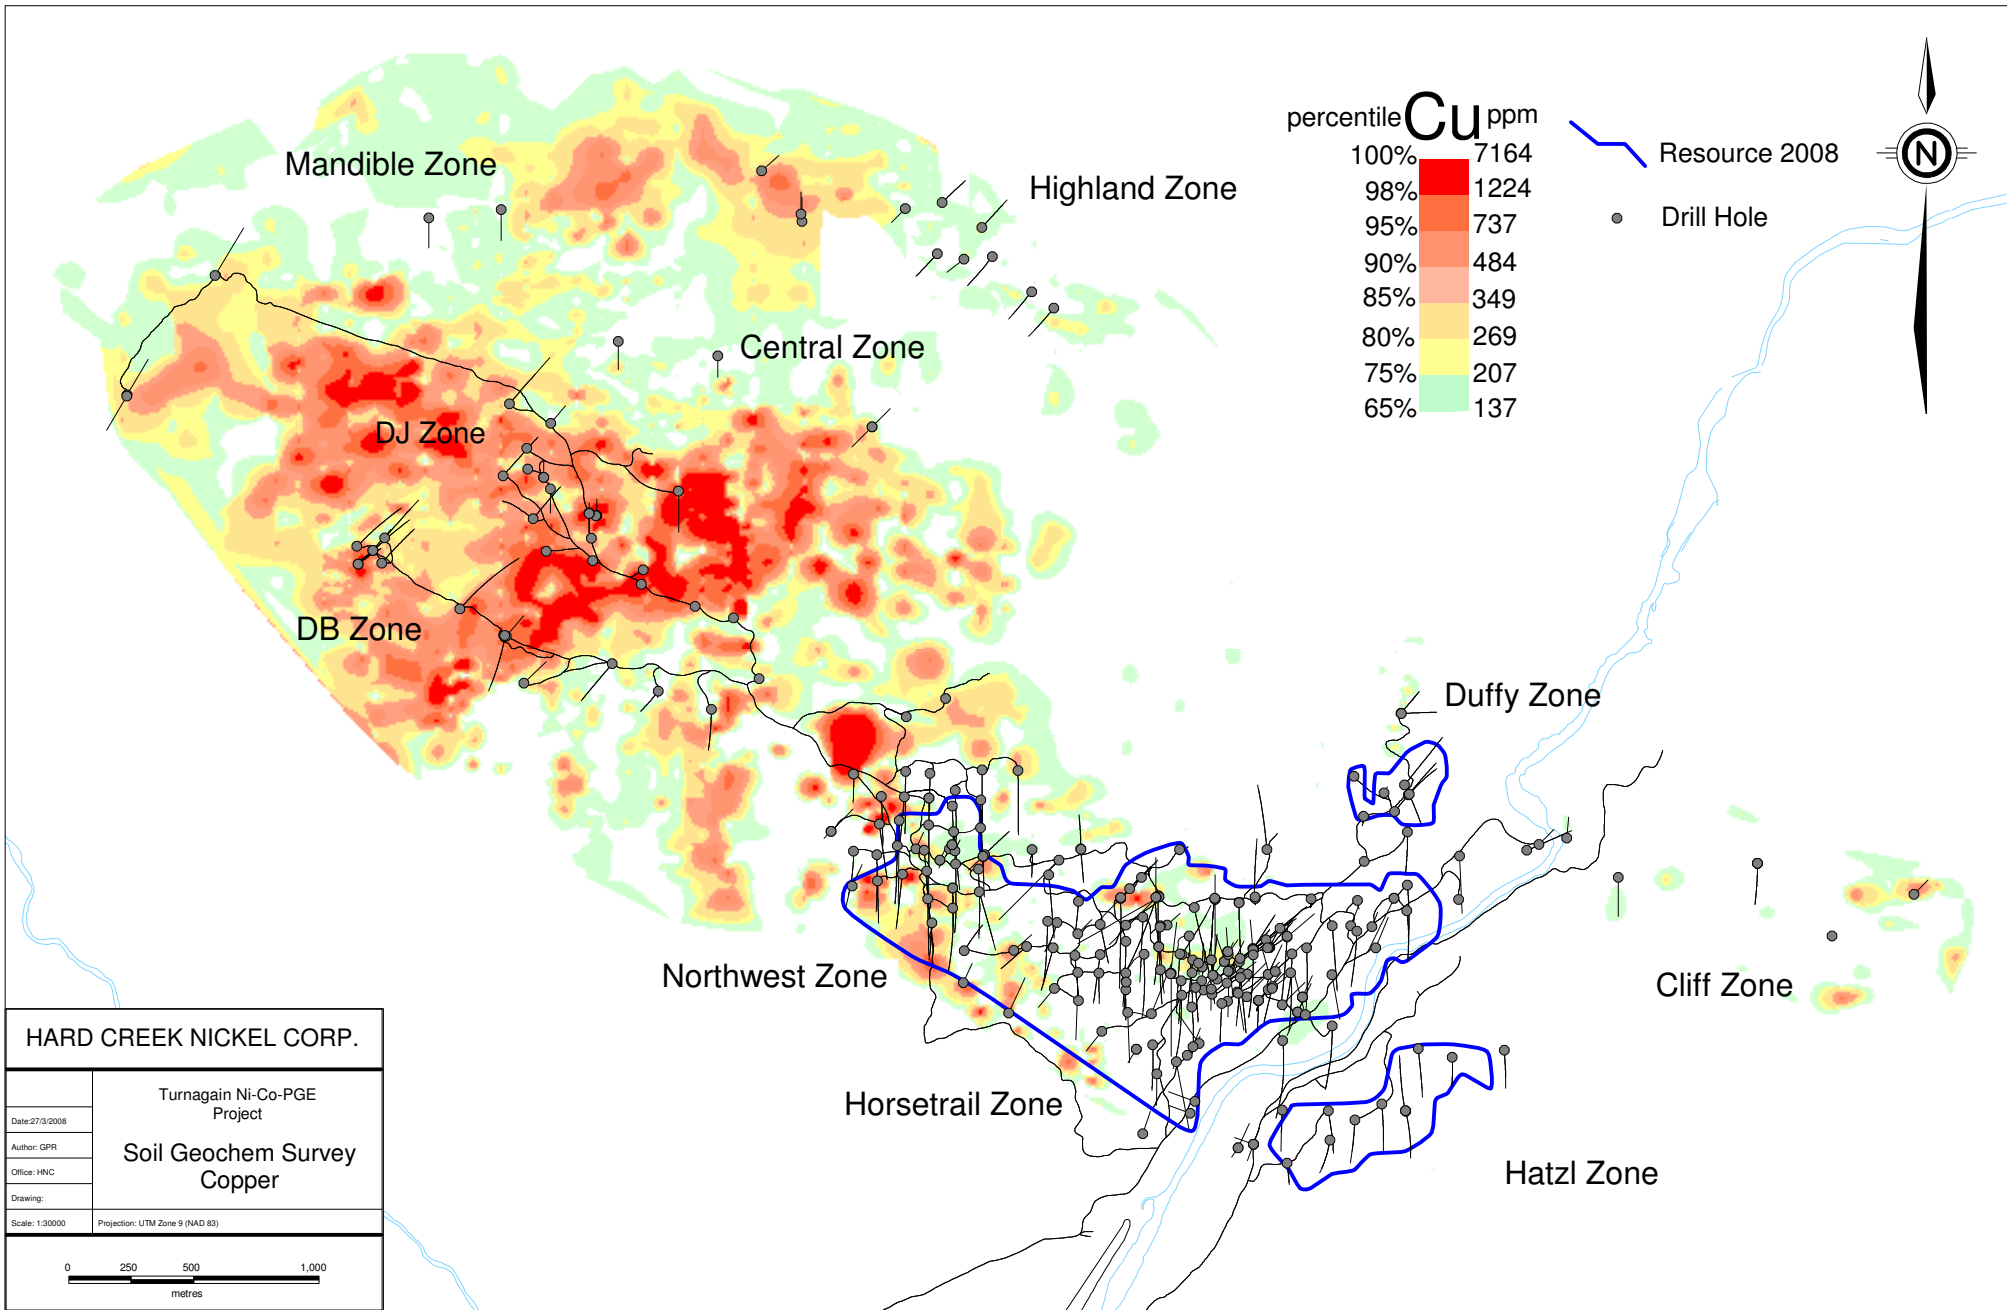 percentile Cu ppm
100% 7164
98% 1224
95% 737
90% 484
85% 349
80% 269
75% 207
65% 137
Resource 2008
Drill Hole
N
Mandible Zone
Highland Zone
Central Zone
DJ Zone
DB Zone
Duffy Zone
Northwest Zone
Cliff Zone
Horsetrail Zone
Hatzl Zone
HARD CREEK NICKEL CORP.
Turnagain Ni-Co-PGE
Project
Soil Geochem Survey
Copper
Date:27/3/2008
Author: GPR
Office: HNC
Drawing:
Scale: 1:30000
Projection: UTM Zone 9 (NAD 83)
0 250 500 1,000
metres